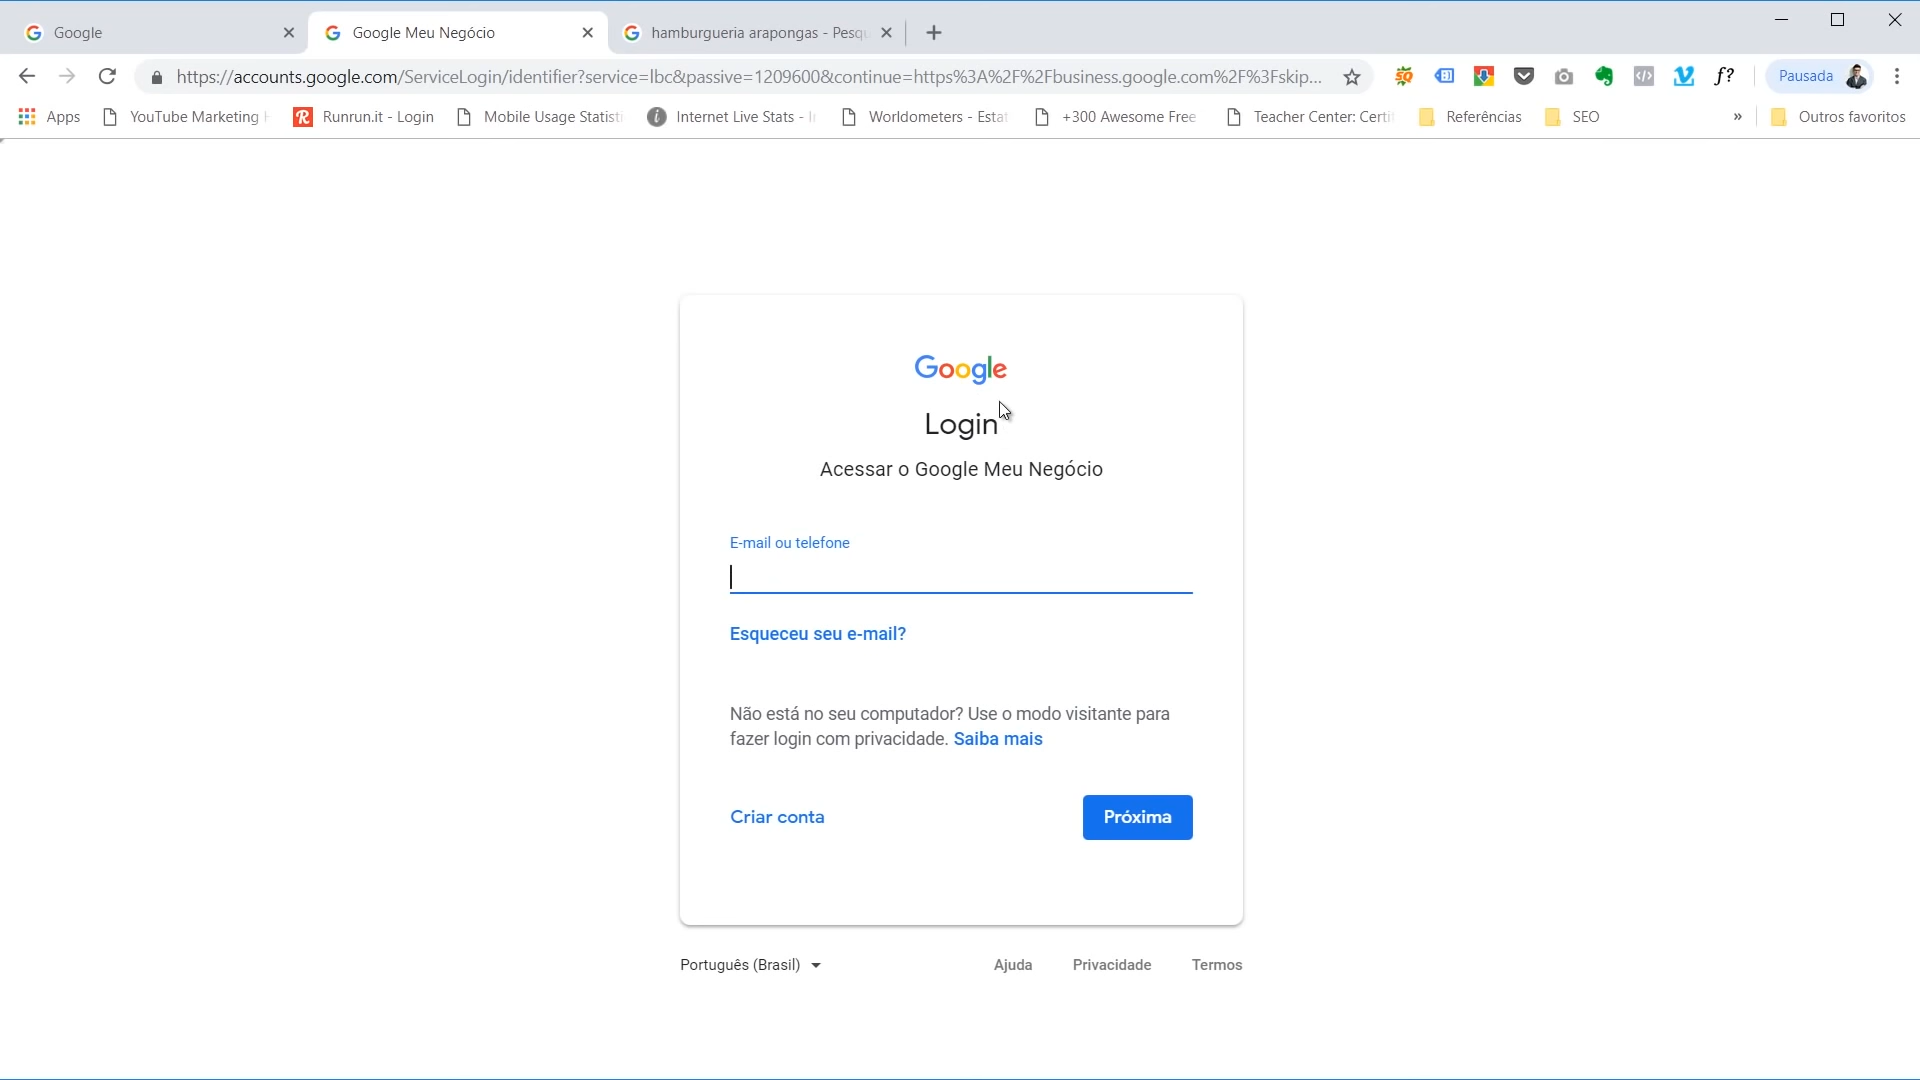 Google
Google Meu Negócio
hamburgueria arapongas - Pesqu
https://accounts.google.com/ServiceLogin/identifier?service=lbc&passive=1209600&continue=https%3A%2F%2Fbusiness.google.com%2F%3Fskip...
f?
Pausada
Apps
YouTube Marketing
Runrun.it - Login
Mobile Usage Statisti
Internet Live Stats - I
Worldometers - Estat
+300 Awesome Free
Teacher Center: Certi
Referências
SEO
»
Outros favoritos
Google
Login
Acessar o Google Meu Negócio
E-mail ou telefone
Esqueceu seu e-mail?
Não está no seu computador? Use o modo visitante para
fazer login com privacidade. Saiba mais
Criar conta
Próxima
Português (Brasil)
Ajuda
Privacidade
Termos